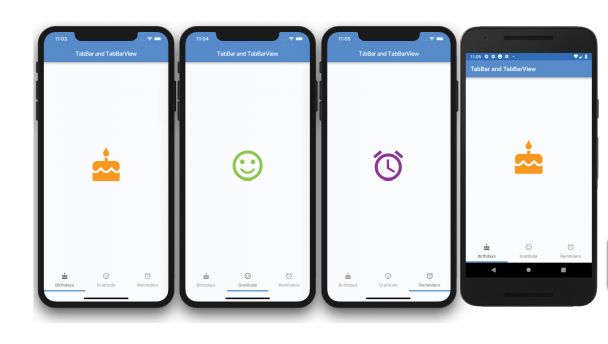 11:03
TabBar and TabBarView
Birthdays Gratitude Reminders
11:04
TabBar and TabBarView
Birthdays Gratitude Reminders
11:05
TabBar and TabBarView
Birthdays Gratitude Reminders
11:06
TabBar and TabBarView
Birthdays Gratitude Reminders